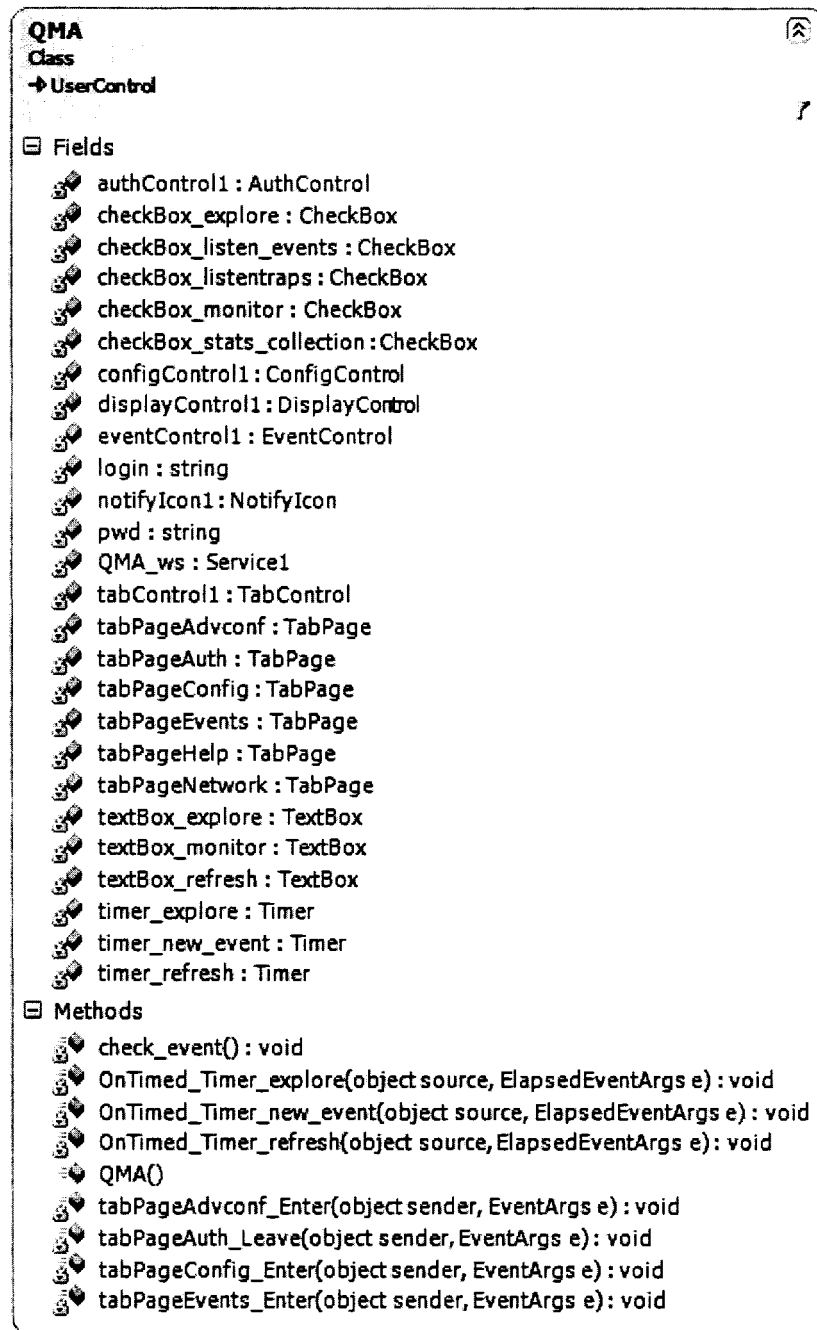 QMA
Class
UserControl
Fields
authControl1 : AuthControl
checkBox_explore : CheckBox
checkBox_listen_events : CheckBox
checkBox_listentraps : CheckBox
checkBox_monitor : CheckBox
checkBox_stats_collection : CheckBox
configControl1 : ConfigControl
displayControl1 : DisplayControl
eventControl1 : EventControl
login : string
notifyIcon1 : NotifyIcon
pwd : string
QMA_ws : Service1
tabControl1 : TabControl
tabPageAdvconf : TabPage
tabPageAuth : TabPage
tabPageConfig : TabPage
tabPageEvents : TabPage
tabPageHelp : TabPage
tabPageNetwork : TabPage
textBox_explore : TextBox
textBox_monitor : TextBox
textBox_refresh : TextBox
timer_explore : Timer
timer_new_event : Timer
timer_refresh : Timer
Methods
check_event() : void
OnTimed_Timer_explore(object source, ElapsedEventArgs e) : void
OnTimed_Timer_new_event(object source, ElapsedEventArgs e) : void
OnTimed_Timer_refresh(object source, ElapsedEventArgs e) : void
QMA()
tabPageAdvconf_Enter(object sender, EventArgs e) : void
tabPageAuth_Leave(object sender, EventArgs e) : void
tabPageConfig_Enter(object sender, EventArgs e) : void
tabPageEvents_Enter(object sender, EventArgs e) : void